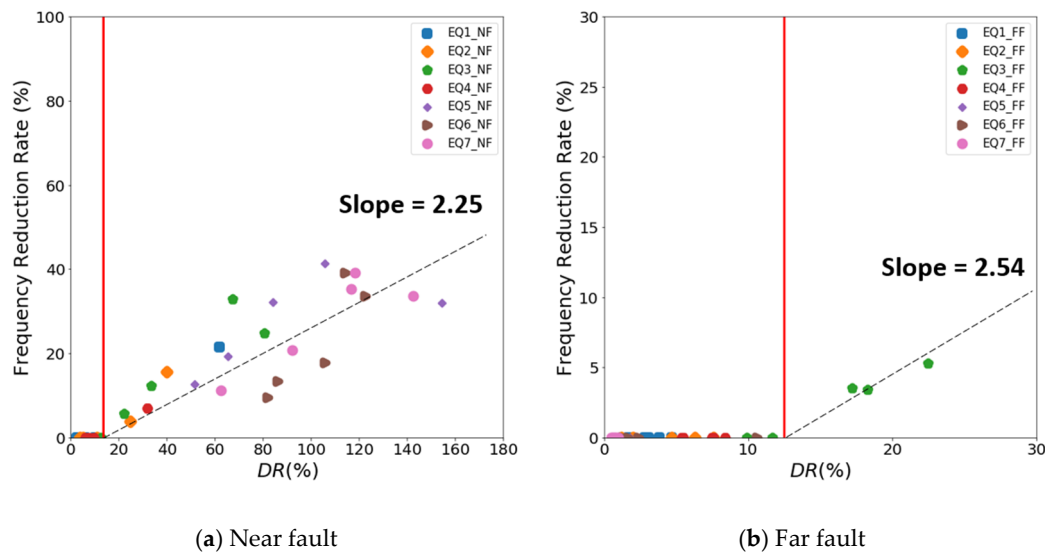 100
80
60
40
20
0
Frequency Reduction Rate (%)
EQ1_NF
EQ2_NF
EQ3_NF
EQ4_NF
EQ5_NF
EQ6_NF
EQ7_NF
Slope = 2.25
0 20 40 60 80 100 120 140 160 180
DR(%)
(a) Near fault
30
25
20
15
10
5
0
Frequency Reduction Rate (%)
EQ1_FF
EQ2_FF
EQ3_FF
EQ4_FF
EQ5_FF
EQ6_FF
EQ7_FF
Slope = 2.54
0 10 20 30
DR(%)
(b) Far fault